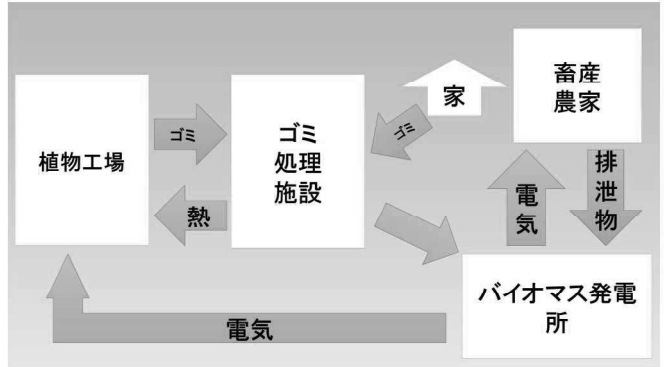 植物工場
ゴミ
熱
ゴミ
処理
施設
家
ゴミ
畜産
農家
電
気
排
泄
物
バイオマス発電
所
電気